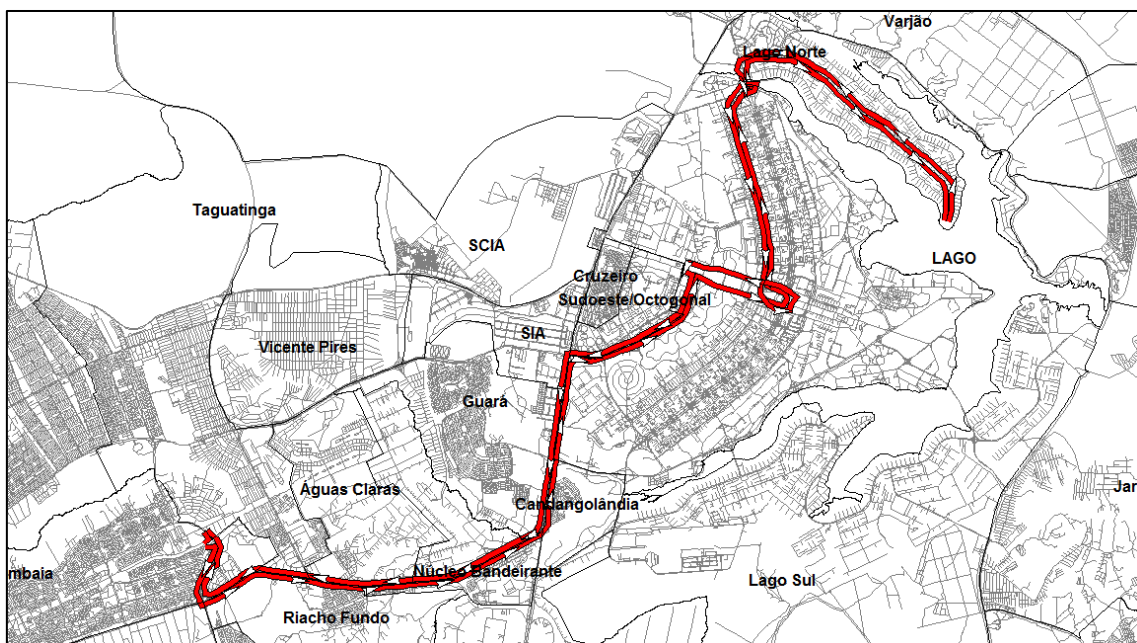 Varjão
Lago Norte
Taguatinga
SCIA
LAGO
Cruzeiro
Sudoeste/Octogonal
SIA
Vicente Pires
Guará
Águas Claras
Candangolândia
Jar
mbaia
Núcleo Bandeirante
Lago Sul
Riacho Fundo